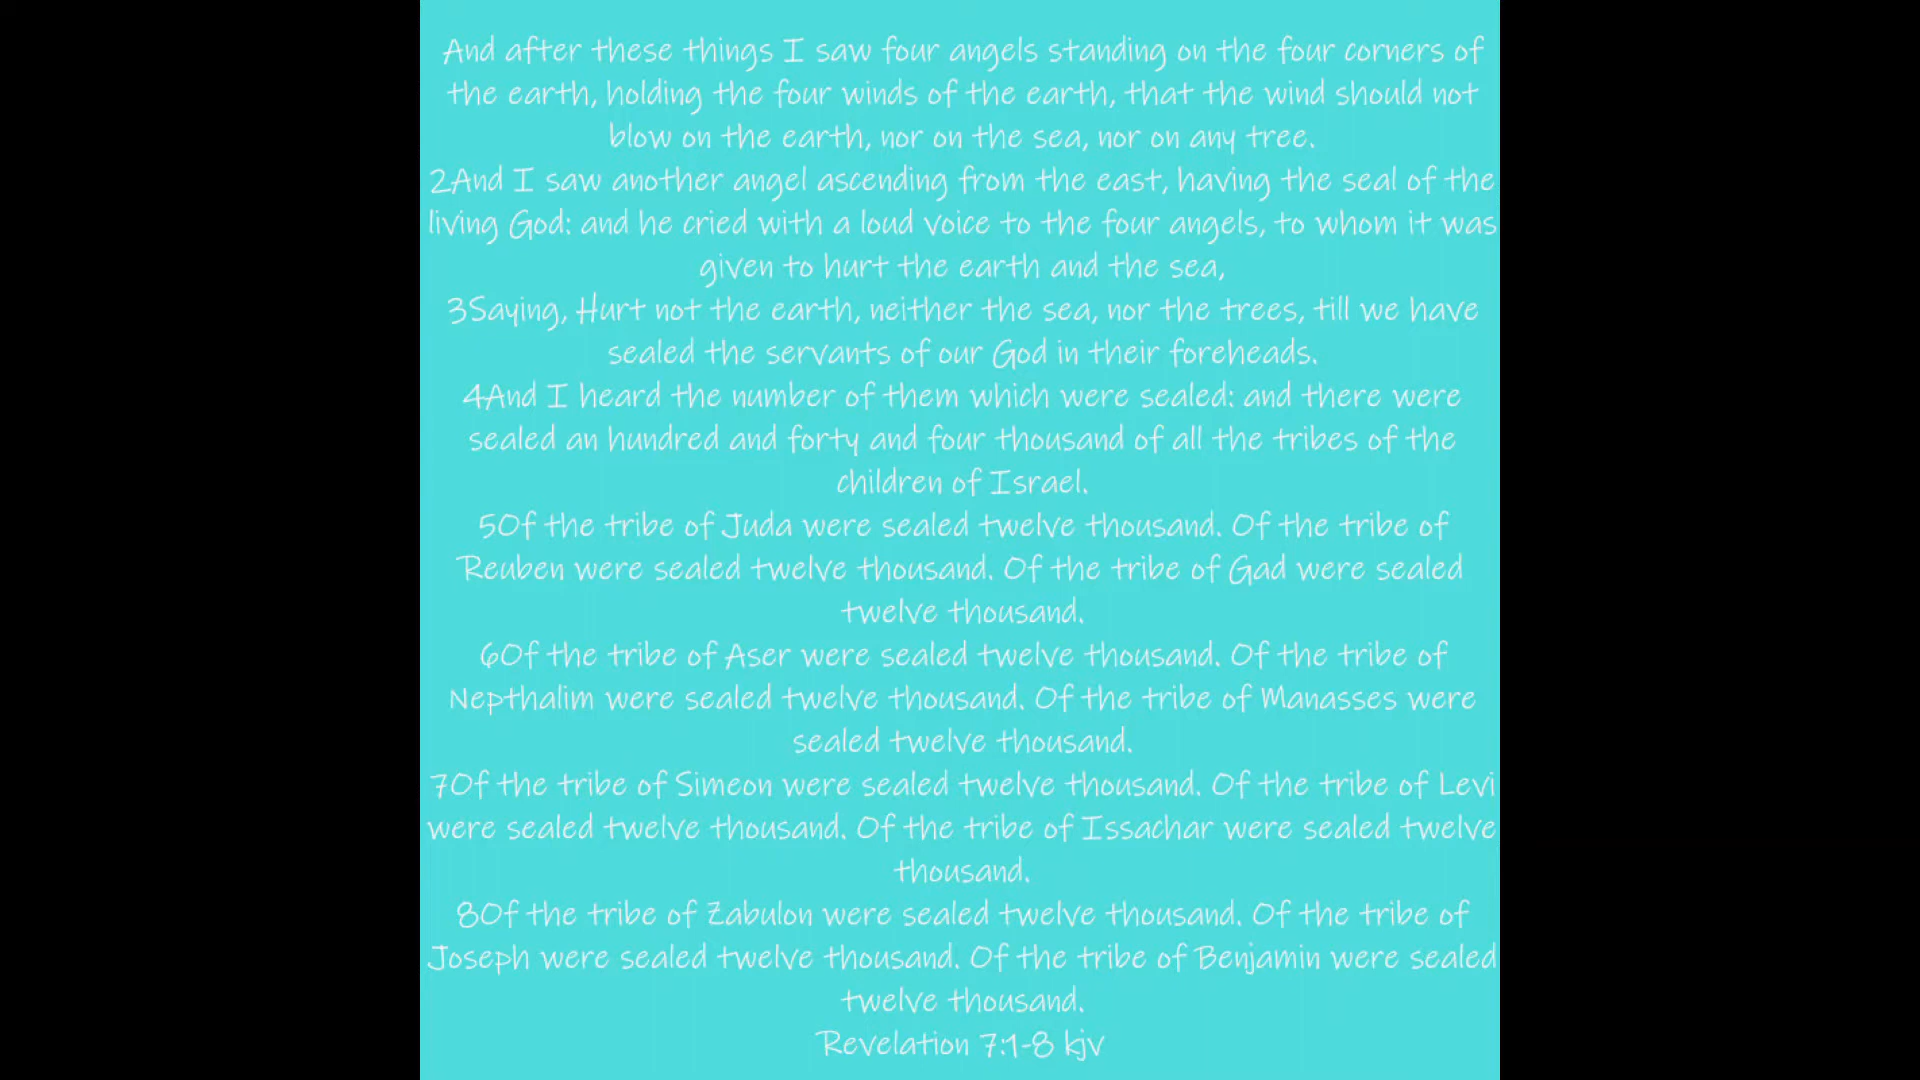 And after these things I saw four angels standing on the four corners of
the earth, holding the four winds of the earth, that the wind should not
blow on the earth, nor on the sea, nor on any tree.
2And I saw another angel ascending from the east, having the seal of the
living God: and he cried with a loud voice to the four angels, to whom it was
given to hurt the earth and the sea,
3Saying, Hurt not the earth, neither the sea, nor the trees, till we have
sealed the servants of our God in their foreheads.
4And I heard the number of them which were sealed: and there were
sealed an hundred and forty and four thousand of all the tribes of the
children of Israel.
5Of the tribe of Juda were sealed twelve thousand. Of the tribe of
Reuben were sealed twelve thousand. Of the tribe of Gad were sealed
twelve thousand.
6Of the tribe of Aser were sealed twelve thousand. Of the tribe of
Nepthalim were sealed twelve thousand. Of the tribe of Manasses were
sealed twelve thousand.
7Of the tribe of Simeon were sealed twelve thousand. Of the tribe of Levi
were sealed twelve thousand. Of the tribe of Issachar were sealed twelve
thousand.
8Of the tribe of Zabulon were sealed twelve thousand. Of the tribe of
Joseph were sealed twelve thousand. Of the tribe of Benjamin were sealed
twelve thousand.
Revelation 7:1-8 kjv